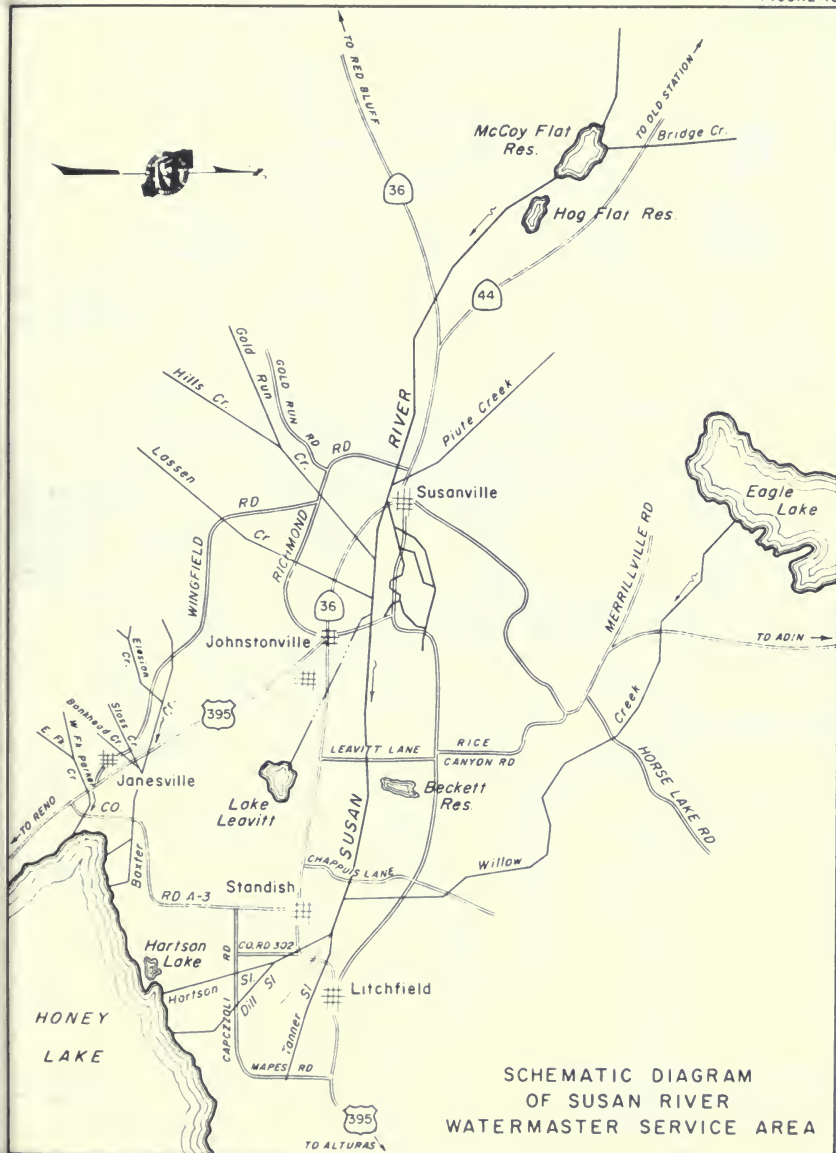 ← TO RED BLUFF
TO OLD STATION →
McCoy Flat
Res.
Bridge Cr.
36
Hog Flat Res.
44
Gold Run
Cr.
GOLD RUN RD
Hills Cr.
Lassen
Cr
RIVER
Piute Creek
RD
Susanville
Eagle
Lake
WINGFIELD
RD
RICHMOND
MERRILLVILLE RD
36
Johnstonville
TO ADIN →
Creek
395
Cr.
Sloss Cr
Bankhead Cr
W Fk Parker
E Fk
Cr
LEAVITT LANE
RICE
CANYON RD
HORSE LAKE RD
Janesville
Lake
Leavitt
SUSAN
Beckett
Res.
← TO RENO
CO.
Baxter
RD A-3
Willow
CHAPPUIS LANE
Standish
Hartson
Lake
CO. RD 302
Hartson
Sl.
Dill Sl
Tanner Sl
Litchfield
RD
HONEY
LAKE
MAPES RD
395
TO ALTURAS
SCHEMATIC DIAGRAM
OF SUSAN RIVER
WATERMASTER SERVICE AREA